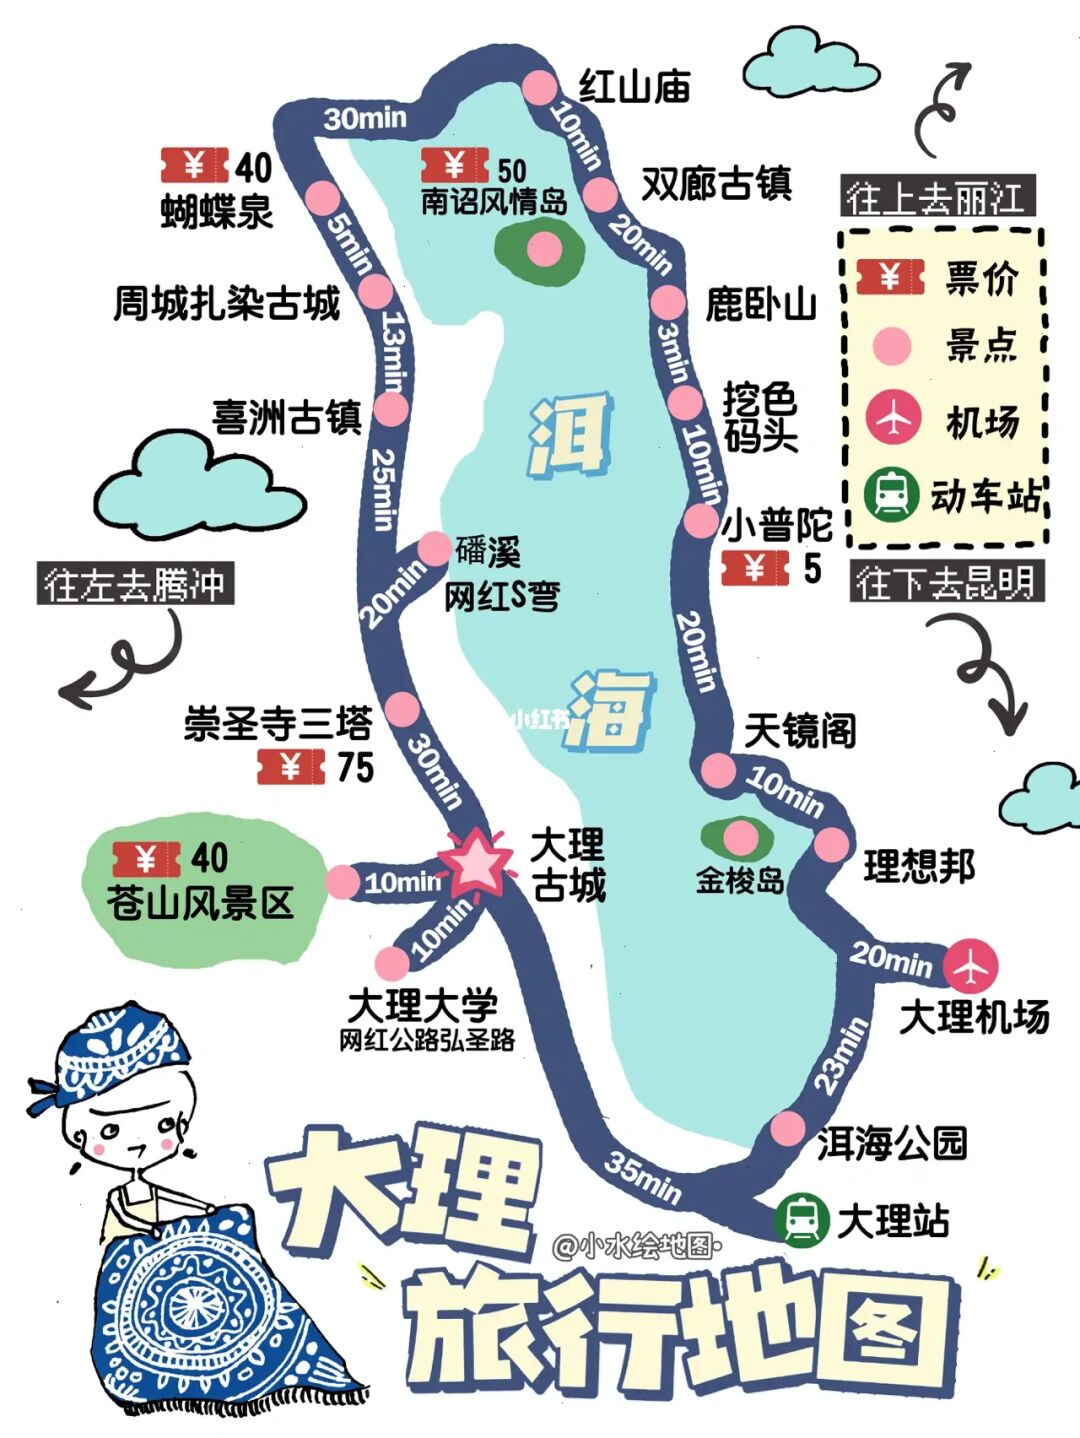 红山庙
30min
10min
¥ 40
蝴蝶泉
¥ 50
南诏风情岛
双廊古镇
往上去丽江
5min
20min
¥ 票价
周城扎染古城
鹿卧山
景点
13min
3min
喜洲古镇
挖色
码头
机场
洱
25min
10min
动车站
磻溪
网红S弯
小普陀
¥ 5
往左去腾冲
往下去昆明
20min
20min
海
小红书
崇圣寺三塔
¥ 75
30min
天镜阁
10min
大理
古城
¥ 40
苍山风景区
10min
金梭岛
理想邦
10min
20min
大理大学
网红公路弘圣路
大理机场
23min
洱海公园
35min
大理站
大理
@小水绘地图·
旅行地图